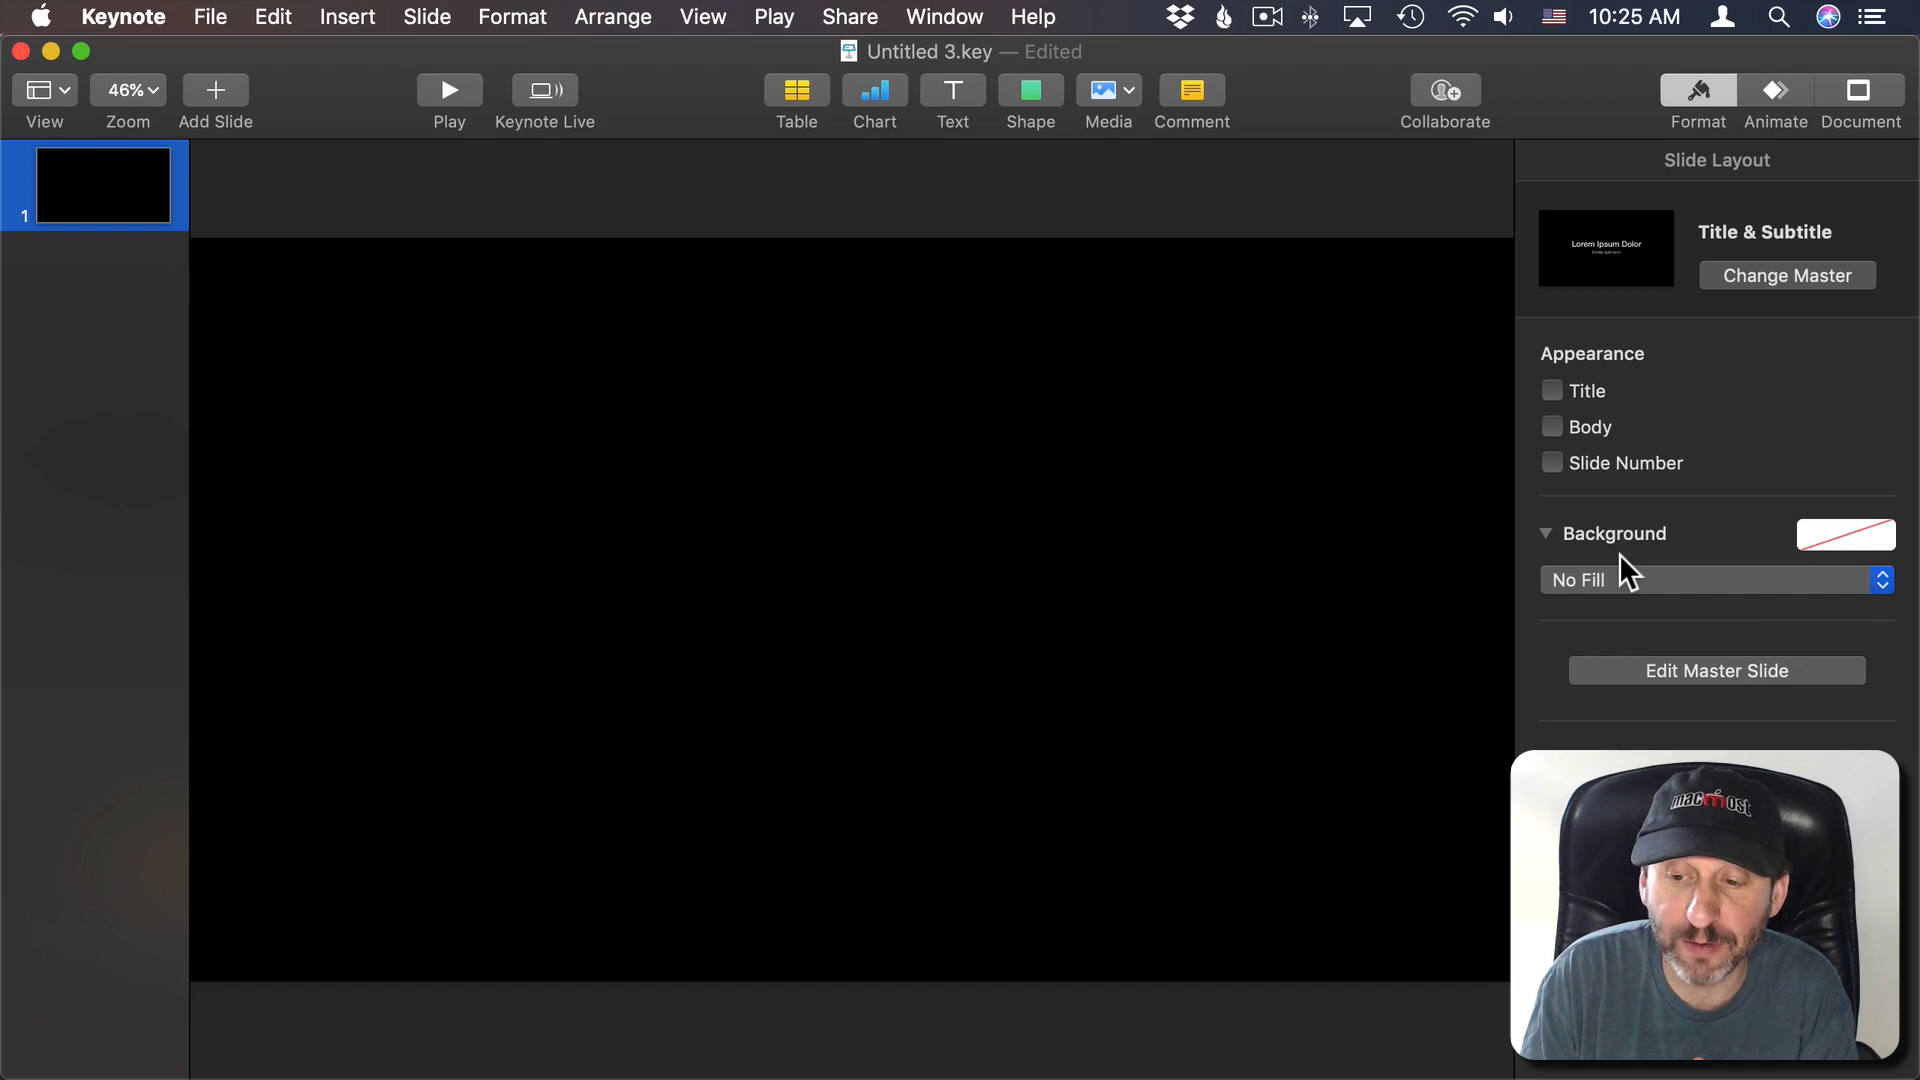 Keynote File Edit Insert Slide Format Arrange View Play Share Window Help 10:25 AM
Untitled 3.key — Edited
46%
View Zoom Add Slide Play Keynote Live Table Chart Text Shape Media Comment Collaborate Format Animate Document
1
Slide Layout
Lorem Ipsum Dolor
Title & Subtitle
Change Master
Appearance
Title
Body
Slide Number
Background
No Fill
Edit Master Slide
macmost